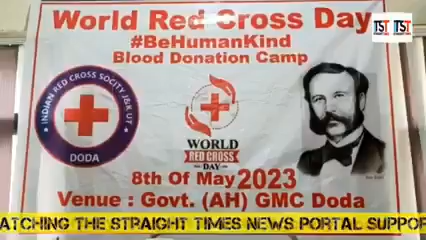 World Red Cross Day
TST TST
#BeHumanKind
Blood Donation Camp
INDIAN RED CROSS SOCITY J&K UT
DODA
WORLD
RED CROSS
DAY
8th Of May 2023
Venue : Govt. (AH) GMC Doda
ATCHING THE STRAIGHT TIMES NEWS PORTAL SUPPOR